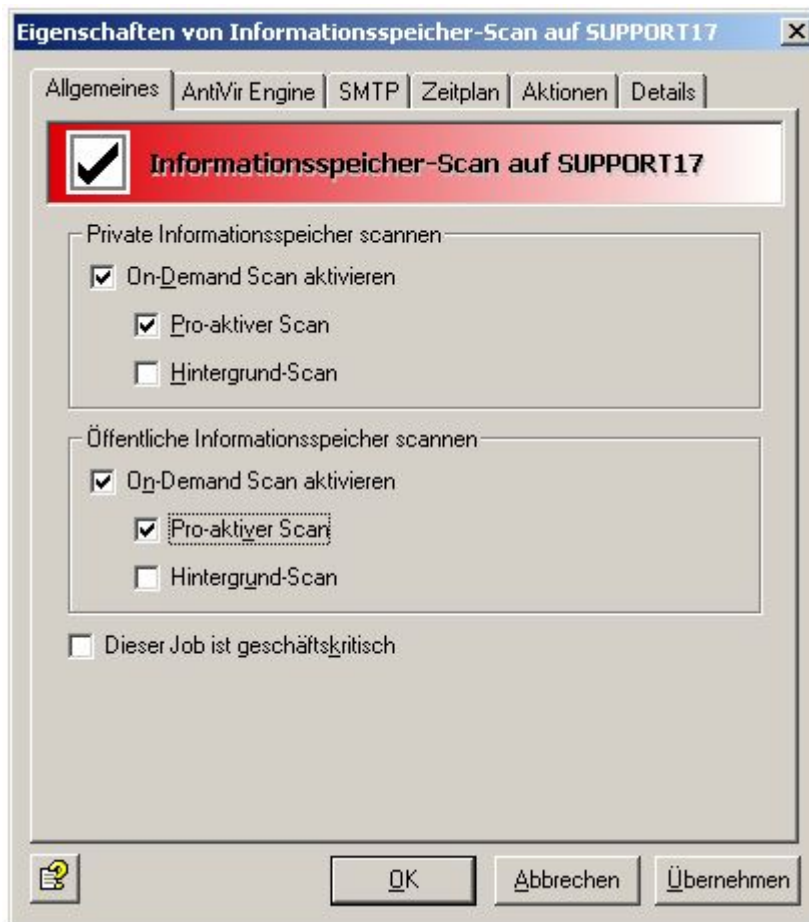 Eigenschaften von Informationsspeicher-Scan auf SUPPORT17
Allgemeines AntiVir Engine SMTP Zeitplan Aktionen Details
Informationsspeicher-Scan auf SUPPORT17
Private Informationsspeicher scannen
On-Demand Scan aktivieren
Pro-aktiver Scan
Hintergrund-Scan
Öffentliche Informationsspeicher scannen
On-Demand Scan aktivieren
Pro-aktiver Scan
Hintergrund-Scan
Dieser Job ist geschäftskritisch
OK Abbrechen Übernehmen